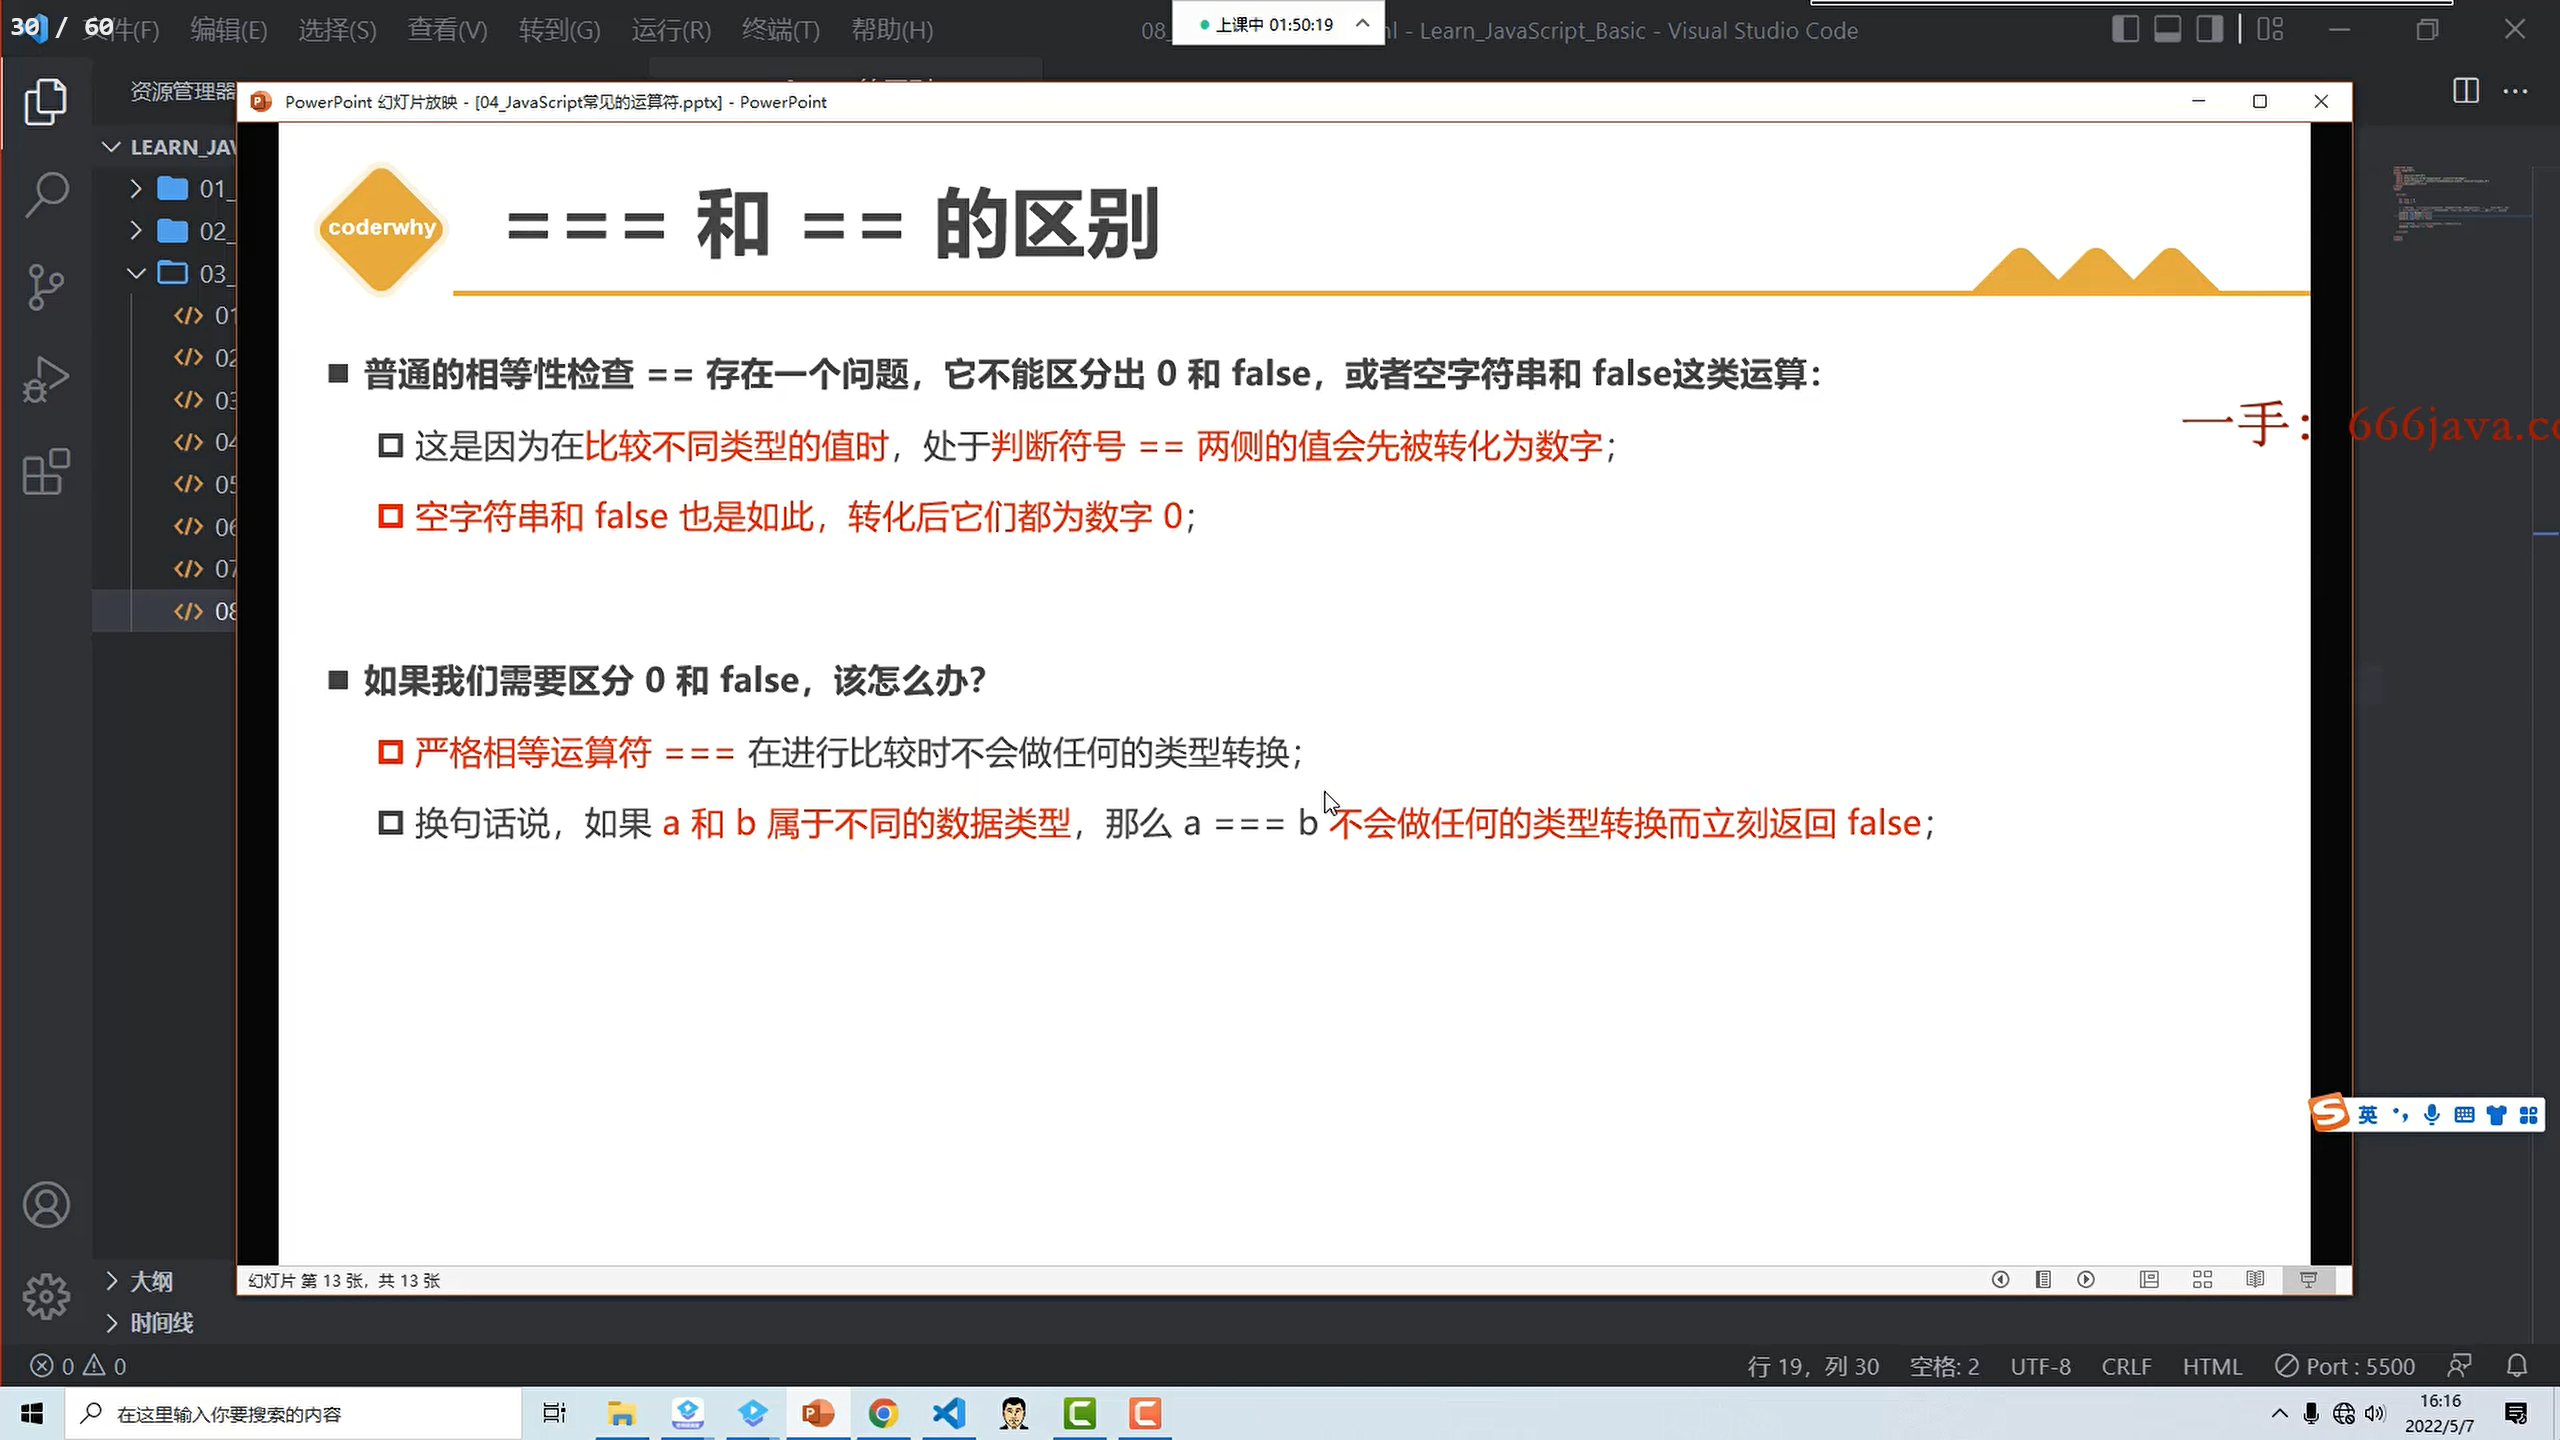 30 / 60
件(F) 编辑(E) 选择(S) 查看(V) 转到(G) 运行(R) 终端(T) 帮助(H)
08_
上课中 01:50:19
- Learn_JavaScript_Basic - Visual Studio Code
资源管理器
PowerPoint 幻灯片放映 - [04_JavaScript常见的运算符.pptx] - PowerPoint
LEARN_JAV
01_
02_
03_
01
02
03
04
05
06
07
08
coderwhy
=== 和 == 的区别
普通的相等性检查 == 存在一个问题，它不能区分出 0 和 false，或者空字符串和 false这类运算：
一手： 666java.co
这是因为在比较不同类型的值时，处于判断符号 == 两侧的值会先被转化为数字；
空字符串和 false 也是如此，转化后它们都为数字 0；
如果我们需要区分 0 和 false，该怎么办？
严格相等运算符 === 在进行比较时不会做任何的类型转换；
换句话说，如果 a 和 b 属于不同的数据类型，那么 a === b 不会做任何的类型转换而立刻返回 false；
英
幻灯片 第 13 张，共 13 张
大纲
时间线
0 0
行 19，列 30 空格: 2 UTF-8 CRLF HTML Port : 5500
在这里输入你要搜索的内容
16:16
2022/5/7